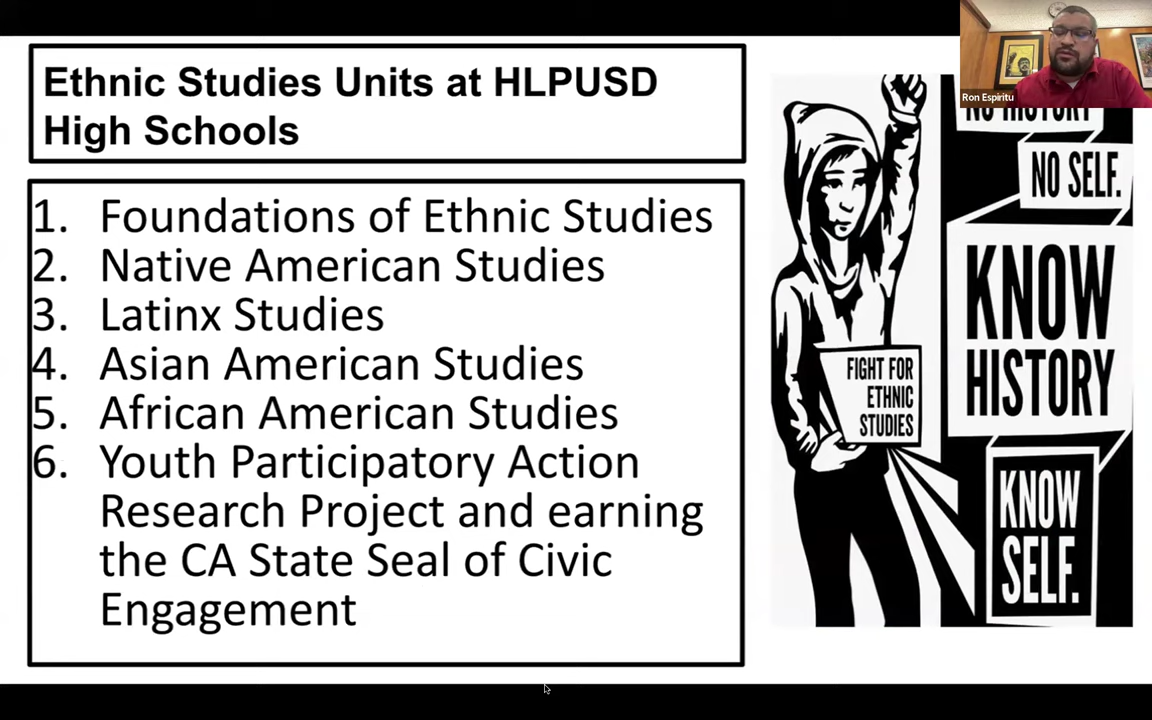 Ethnic Studies Units at HLPUSD
High Schools
1. Foundations of Ethnic Studies
2. Native American Studies
3. Latinx Studies
4. Asian American Studies
5. African American Studies
6. Youth Participatory Action
Research Project and earning
the CA State Seal of Civic
Engagement
Ron Espiritu
NO HISTORY
NO SELF.
KNOW
HISTORY
FIGHT FOR
ETHNIC
STUDIES
KNOW
SELF.